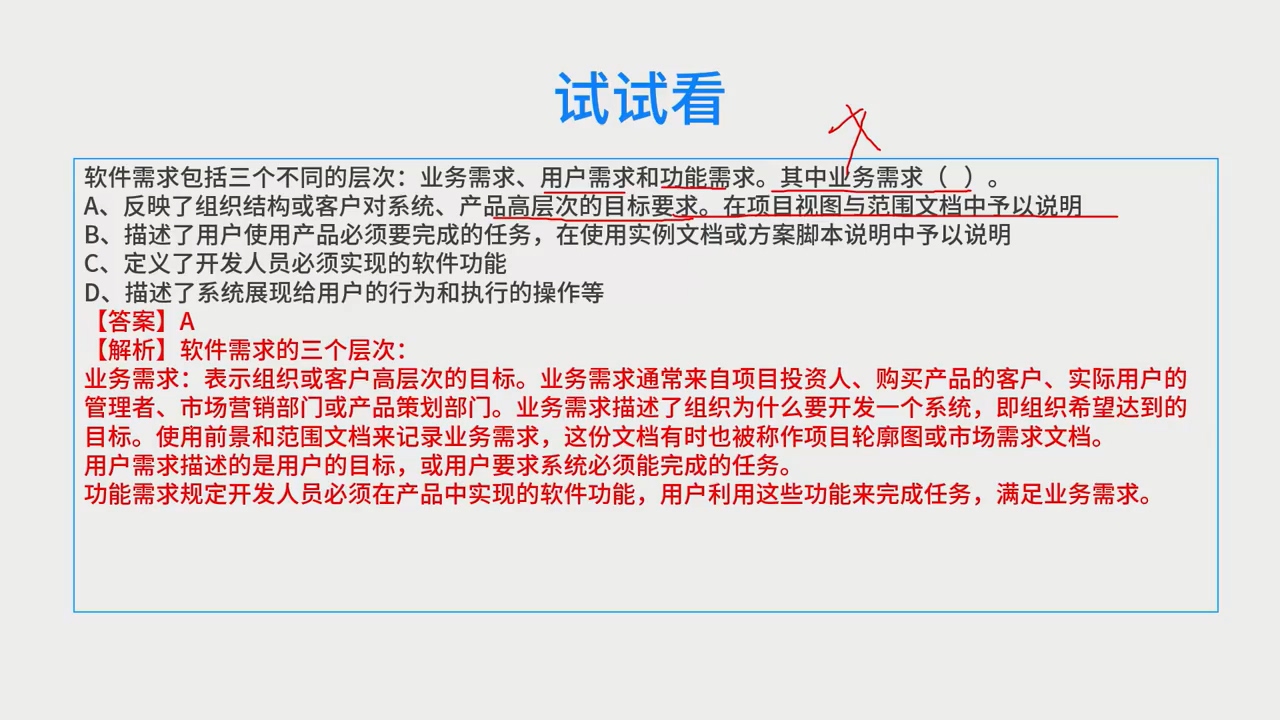 试试看
软件需求包括三个不同的层次：业务需求、用户需求和功能需求。其中业务需求（ ）。
A、反映了组织结构或客户对系统、产品高层次的目标要求。在项目视图与范围文档中予以说明
B、描述了用户使用产品必须要完成的任务，在使用实例文档或方案脚本说明中予以说明
C、定义了开发人员必须实现的软件功能
D、描述了系统展现给用户的行为和执行的操作等
【答案】A
【解析】软件需求的三个层次：
业务需求：表示组织或客户高层次的目标。业务需求通常来自项目投资人、购买产品的客户、实际用户的
管理者、市场营销部门或产品策划部门。业务需求描述了组织为什么要开发一个系统，即组织希望达到的
目标。使用前景和范围文档来记录业务需求，这份文档有时也被称作项目轮廓图或市场需求文档。
用户需求描述的是用户的目标，或用户要求系统必须能完成的任务。
功能需求规定开发人员必须在产品中实现的软件功能，用户利用这些功能来完成任务，满足业务需求。